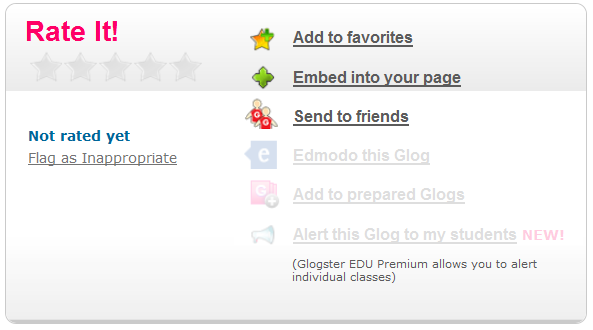 Rate It!
Not rated yet
Flag as Inappropriate
Add to favorites
Embed into your page
Send to friends
e Edmodo this Glog
Add to prepared Glogs
Alert this Glog to my students NEW!
(Glogster EDU Premium allows you to alert
individual classes)